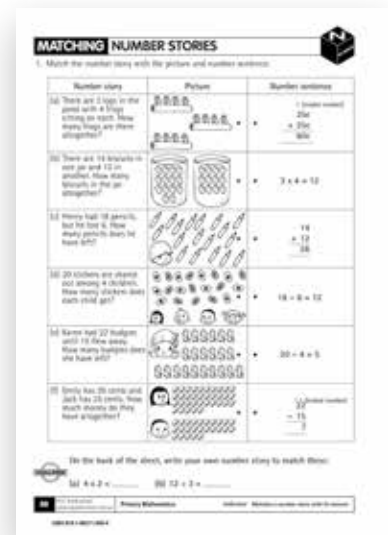 MATCHING NUMBER STORIES
1. Match the number story with the picture and number sentence.
Number story
Picture
Number sentence
(a) There are 3 logs in the
pond with 4 frogs
sitting on each. How
many frogs are there
altogether?
(b) There are 14 biscuits in
one jar and 12 in
another. How many
biscuits in the jar
altogether?
3 x 4 = 12
(c) Henry had 18 pencils,
but he lost 6. How
many pencils does he
have left?
(d) 20 stickers are shared
out among 4 children.
How many stickers does
each child get?
18 – 6 = 12
(e) Karen had 22 budgies
until 15 flew away.
How many budgies does
she have left?
(f) Emily has 35 cents and
Jack has 25 cents. How
much money do they
have altogether?
On the back of the sheet, write your own number story to match these:
(a) 4 x 2 =
(b) 12 ÷ 3 =
Primary Mathematics